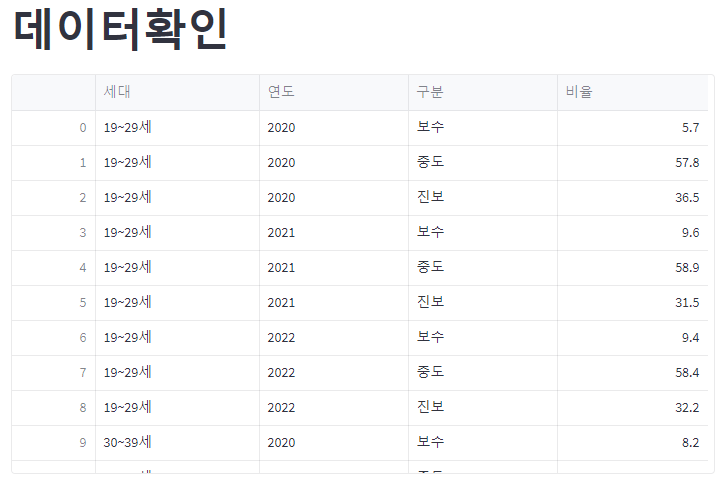 데이터확인
세대 연도 구분 비율
0 19~29세 2020 보수 5.7
1 19~29세 2020 중도 57.8
2 19~29세 2020 진보 36.5
3 19~29세 2021 보수 9.6
4 19~29세 2021 중도 58.9
5 19~29세 2021 진보 31.5
6 19~29세 2022 보수 9.4
7 19~29세 2022 중도 58.4
8 19~29세 2022 진보 32.2
9 30~39세 2020 보수 8.2